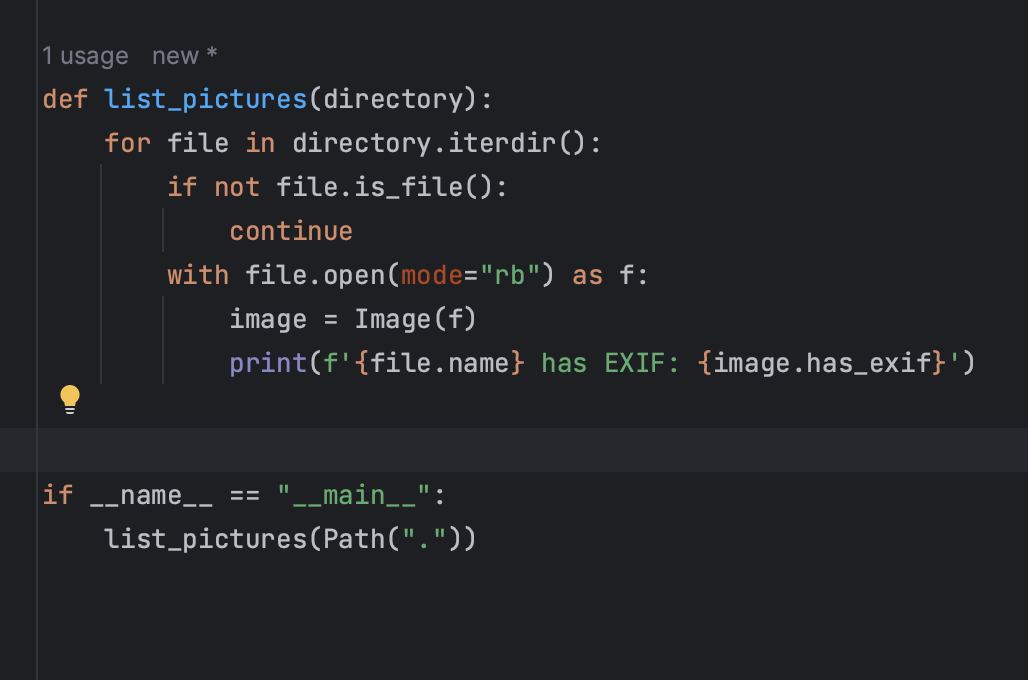 1 usage   new *
def list_pictures(directory):
    for file in directory.iterdir():
        if not file.is_file():
            continue
        with file.open(mode="rb") as f:
            image = Image(f)
            print(f'{file.name} has EXIF: {image.has_exif}')
if __name__ == "__main__":
    list_pictures(Path("."))